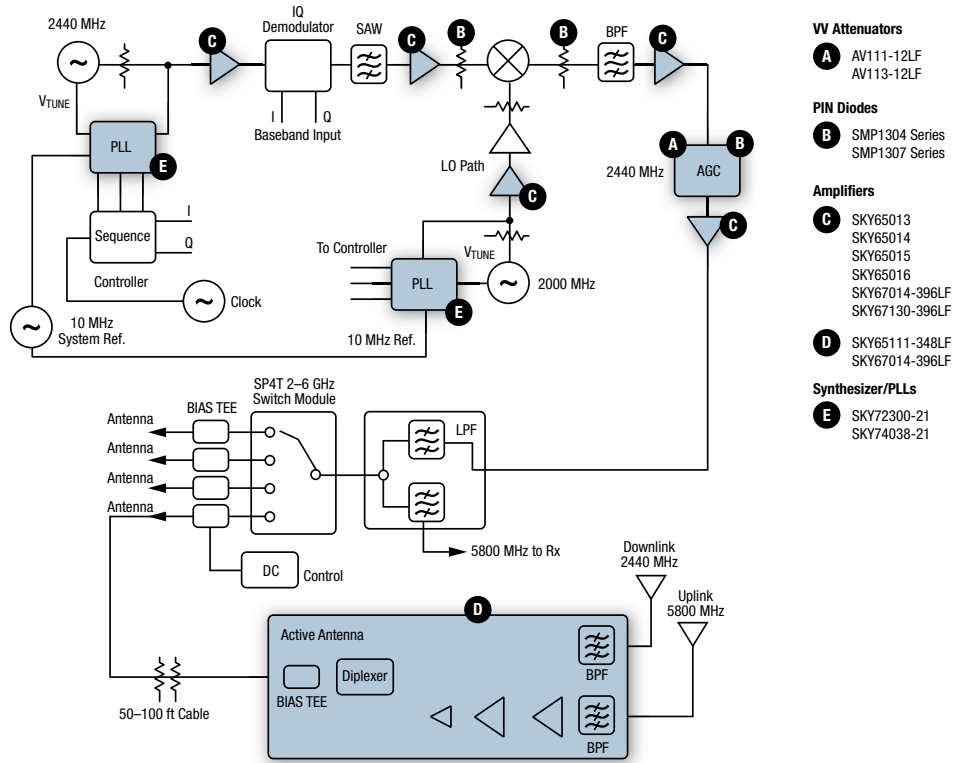 2440 MHz
C
IQ
Demodulator
SAW
C
B
B
BPF
C
VTUNE
I
Q
Baseband Input
PLL
E
LO Path
C
2440 MHz
A
B
AGC
C
Sequence
I
Q
Controller
Clock
To Controller
VTUNE
PLL
E
2000 MHz
10 MHz
System Ref.
10 MHz Ref.
SP4T 2–6 GHz
Switch Module
BIAS TEE
Antenna
Antenna
Antenna
Antenna
LPF
5800 MHz to Rx
DC
Control
Downlink
2440 MHz
Uplink
5800 MHz
D
Active Antenna
BIAS TEE
Diplexer
BPF
BPF
50–100 ft Cable
VV Attenuators
A AV111-12LF
AV113-12LF
PIN Diodes
B SMP1304 Series
SMP1307 Series
Amplifiers
C SKY65013
SKY65014
SKY65015
SKY65016
SKY67014-396LF
SKY67130-396LF
D SKY65111-348LF
SKY67014-396LF
Synthesizer/PLLs
E SKY72300-21
SKY74038-21